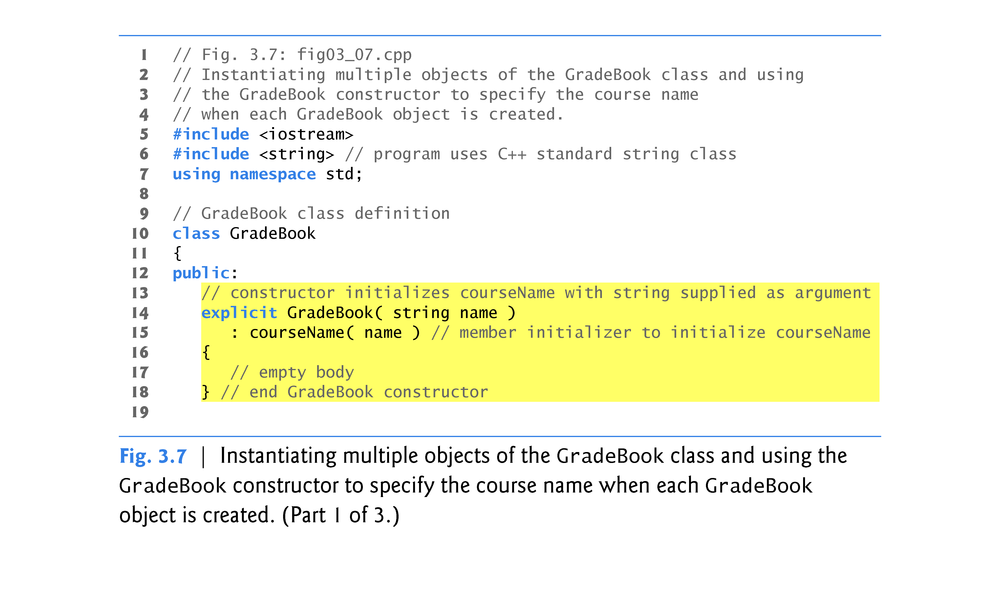 1 // Fig. 3.7: fig03_07.cpp
2 // Instantiating multiple objects of the GradeBook class and using
3 // the GradeBook constructor to specify the course name
4 // when each GradeBook object is created.
5 #include <iostream>
6 #include <string> // program uses C++ standard string class
7 using namespace std;
8
9 // GradeBook class definition
10 class GradeBook
11 {
12 public:
13    // constructor initializes courseName with string supplied as argument
14    explicit GradeBook( string name )
15       : courseName( name ) // member initializer to initialize courseName
16    {
17       // empty body
18    } // end GradeBook constructor
19
Fig. 3.7 | Instantiating multiple objects of the GradeBook class and using the
GradeBook constructor to specify the course name when each GradeBook
object is created. (Part 1 of 3.)